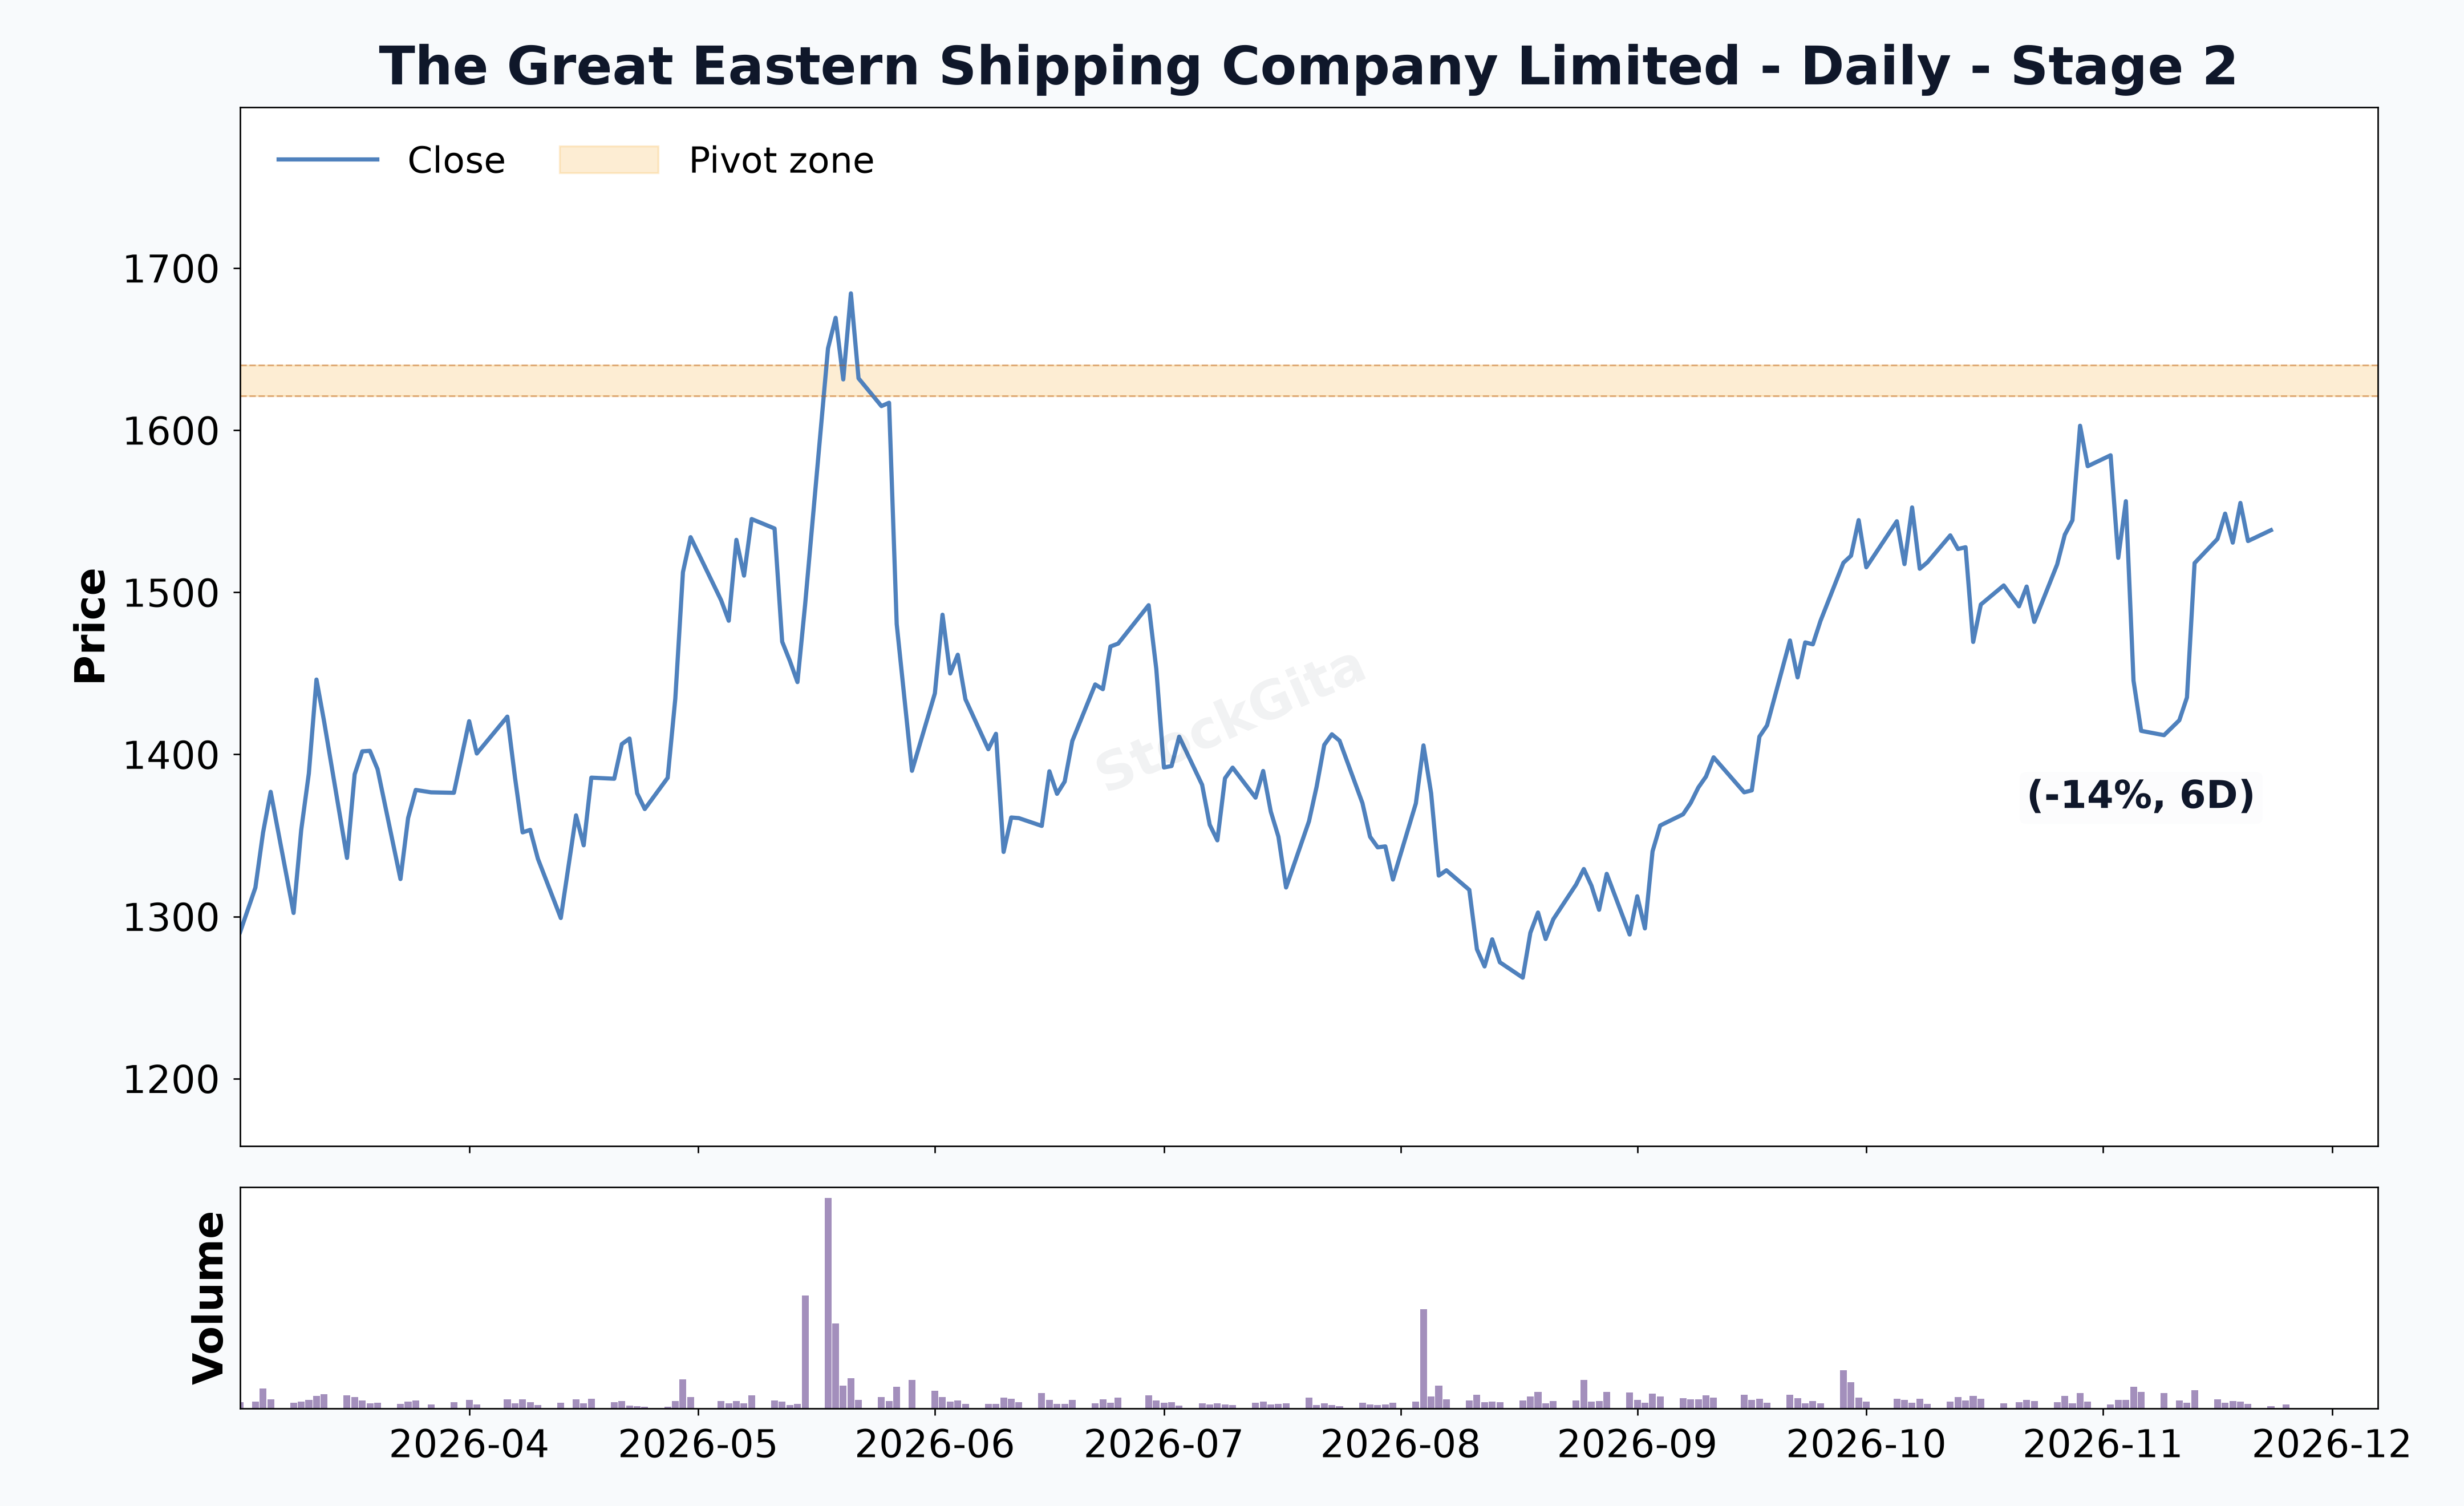 The Great Eastern Shipping Company Limited - Daily - Stage 2
Close
Pivot zone
1700
1600
1500
1400
1300
1200
Price
StockGita
(-14%, 6D)
Volume
2026-04
2026-05
2026-06
2026-07
2026-08
2026-09
2026-10
2026-11
2026-12